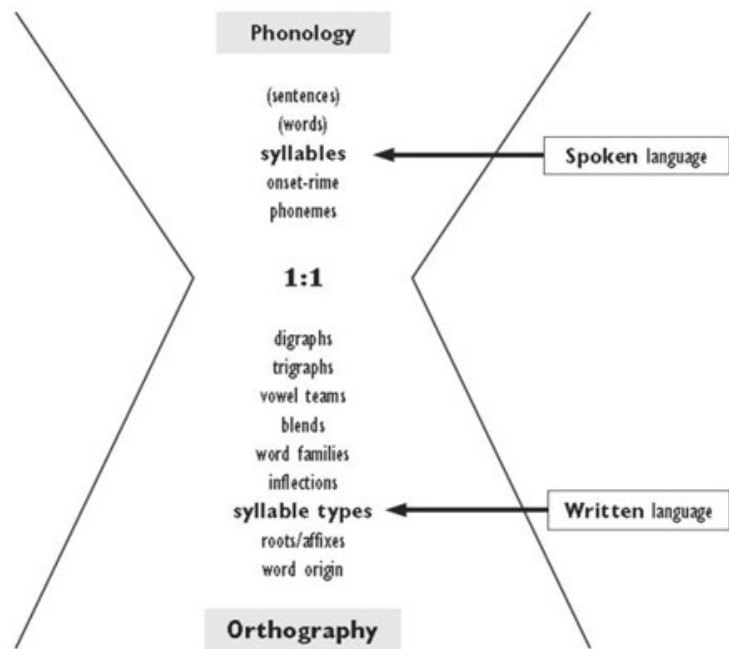 Phonology
(sentences)
(words)
syllables
Spoken language
onset-rime
phonemes
1:1
digraphs
trigraphs
vowel teams
blends
word families
inflections
syllable types
Written language
roots/affixes
word origin
Orthography